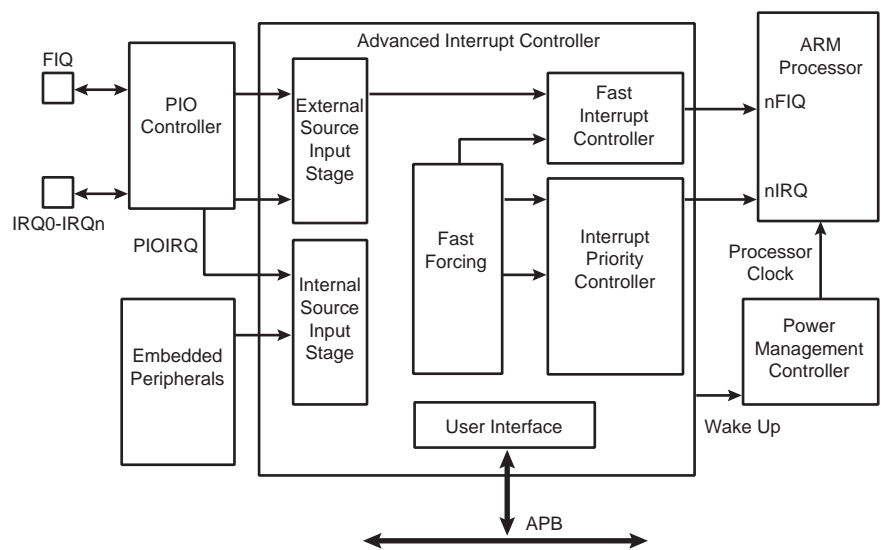 Advanced Interrupt Controller
FIQ
PIO
Controller
IRQ0-IRQn
PIOIRQ
Embedded
Peripherals
External
Source
Input
Stage
Internal
Source
Input
Stage
Fast
Forcing
Fast
Interrupt
Controller
Interrupt
Priority
Controller
User Interface
APB
ARM
Processor
nFIQ
nIRQ
Processor
Clock
Power
Management
Controller
Wake Up